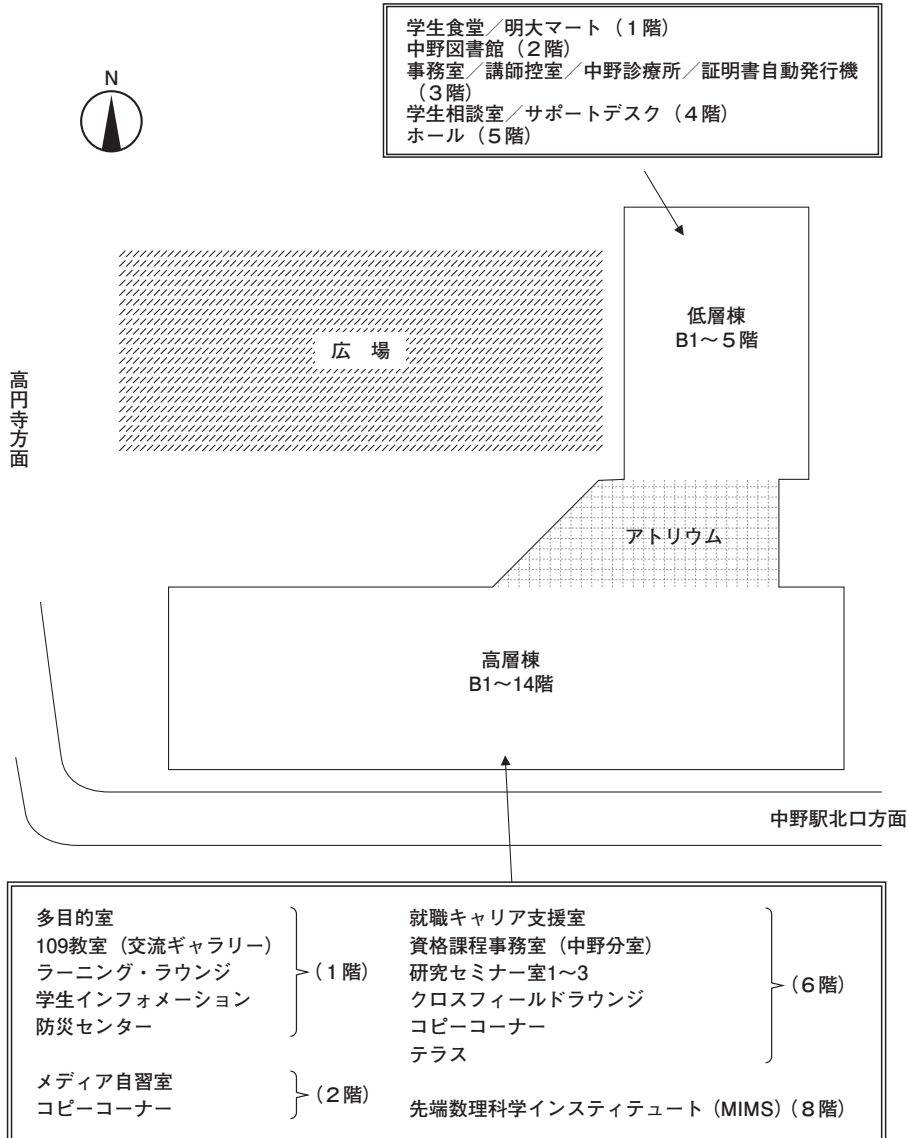 学生食堂／明大マート（１階）
中野図書館（２階）
事務室／講師控室／中野診療所／証明書自動発行機
（３階）
学生相談室／サポートデスク（４階）
ホール（５階）
N
低層棟
B1～５階
広　場
高円寺方面
アトリウム
高層棟
B1～14階
中野駅北口方面
多目的室
109教室（交流ギャラリー）
ラーニング・ラウンジ
学生インフォメーション
防災センター
（１階）
メディア自習室
コピーコーナー
（２階）
就職キャリア支援室
資格課程事務室（中野分室）
研究セミナー室1～3
クロスフィールドラウンジ
コピーコーナー
テラス
（６階）
先端数理科学インスティテュート（MIMS）（８階）